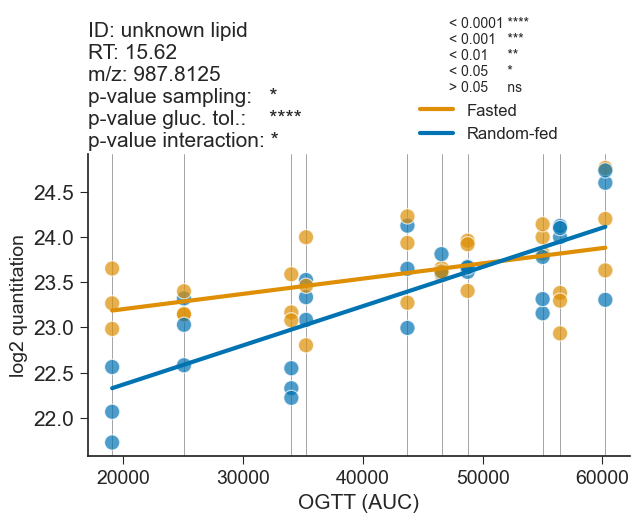 ID: unknown lipid
RT: 15.62
m/z: 987.8125
p-value sampling: *
p-value gluc. tol.: ****
p-value interaction: *
< 0.0001 ****
< 0.001 ***
< 0.01 **
< 0.05 *
> 0.05 ns
Fasted
Random-fed
log2 quantitation
24.5
24.0
23.5
23.0
22.5
22.0
20000 30000 40000 50000 60000
OGTT (AUC)